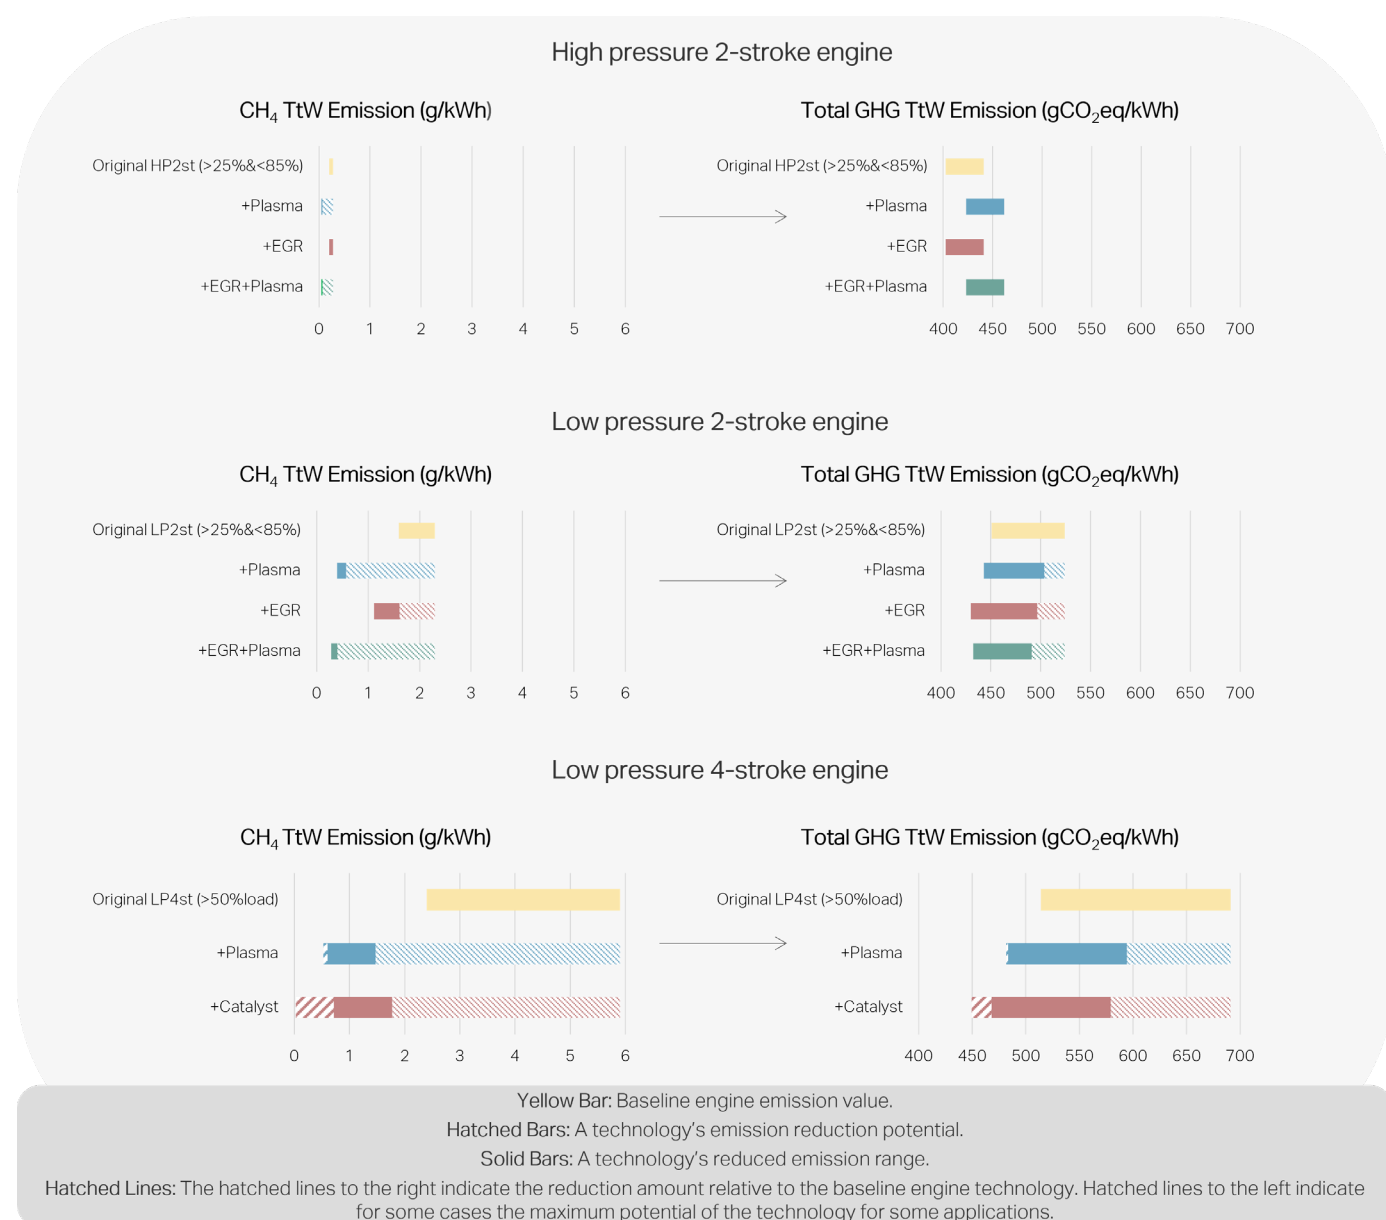 High pressure 2-stroke engine
CH4 TtW Emission (g/kWh)
Original HP2st (>25%&<85%)
+Plasma
+EGR
+EGR+Plasma
0 1 2 3 4 5 6
Total GHG TtW Emission (gCO2eq/kWh)
Original HP2st (>25%&<85%)
+Plasma
+EGR
+EGR+Plasma
400 450 500 550 600 650 700
Low pressure 2-stroke engine
CH4 TtW Emission (g/kWh)
Original LP2st (>25%&<85%)
+Plasma
+EGR
+EGR+Plasma
0 1 2 3 4 5 6
Total GHG TtW Emission (gCO2eq/kWh)
Original LP2st (>25%&<85%)
+Plasma
+EGR
+EGR+Plasma
400 450 500 550 600 650 700
Low pressure 4-stroke engine
CH4 TtW Emission (g/kWh)
Original LP4st (>50%load)
+Plasma
+Catalyst
0 1 2 3 4 5 6
Total GHG TtW Emission (gCO2eq/kWh)
Original LP4st (>50%load)
+Plasma
+Catalyst
400 450 500 550 600 650 700
Yellow Bar: Baseline engine emission value.
Hatched Bars: A technology's emission reduction potential.
Solid Bars: A technology's reduced emission range.
Hatched Lines: The hatched lines to the right indicate the reduction amount relative to the baseline engine technology. Hatched lines to the left indicate
for some cases the maximum potential of the technology for some applications.